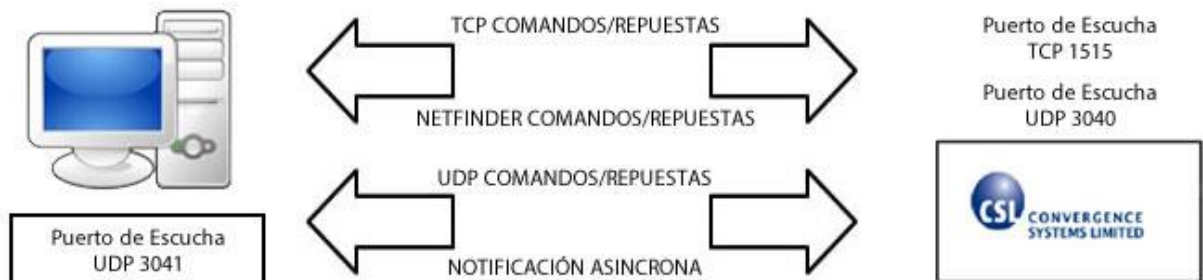 TCP COMANDOS/REPUESTAS
NETFINDER COMANDOS/REPUESTAS
UDP COMANDOS/REPUESTAS
NOTIFICACIÓN ASINCRONA
Puerto de Escucha
UDP 3041
Puerto de Escucha
TCP 1515
Puerto de Escucha
UDP 3040
CSL
CONVERGENCE
SYSTEMS LIMITED